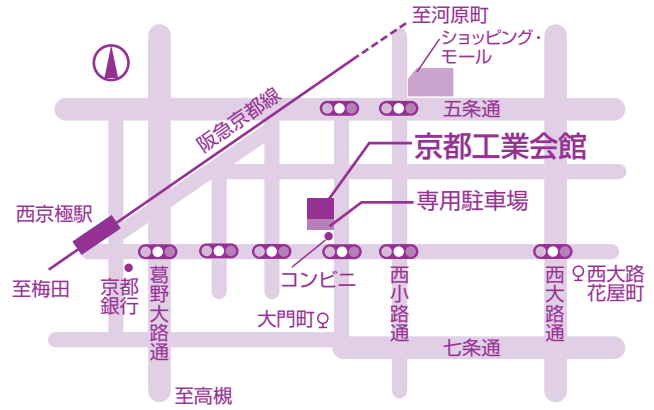 至河原町
ショッピング・
モール
阪急京都線
五条通
京都工業会館
専用駐車場
西京極駅
至梅田
京都
銀行
葛野大路通
コンビニ
西小路通
西大路通
西大路
花屋町
大門町
七条通
至高槻